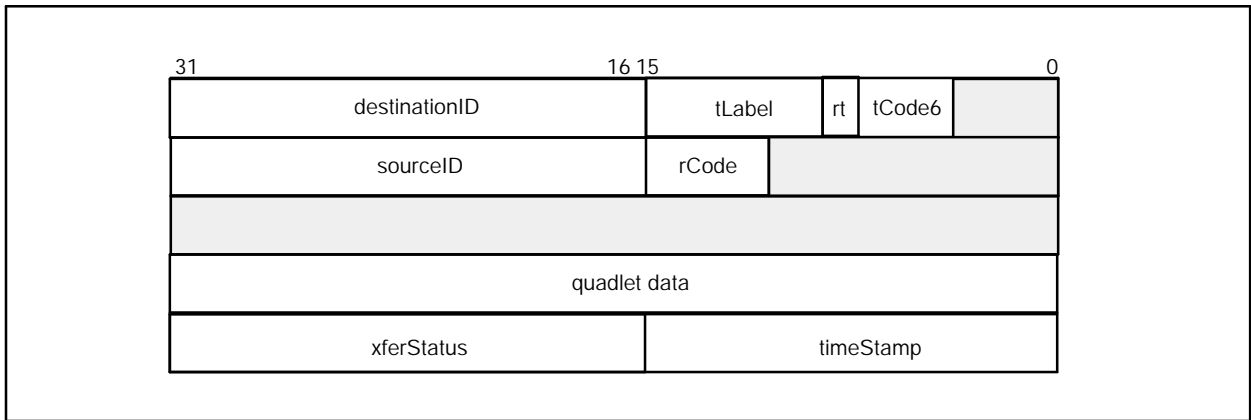 31 16 15 0
destinationID tLabel rt tCode6
sourceID rCode
quadlet data
xferStatus timeStamp